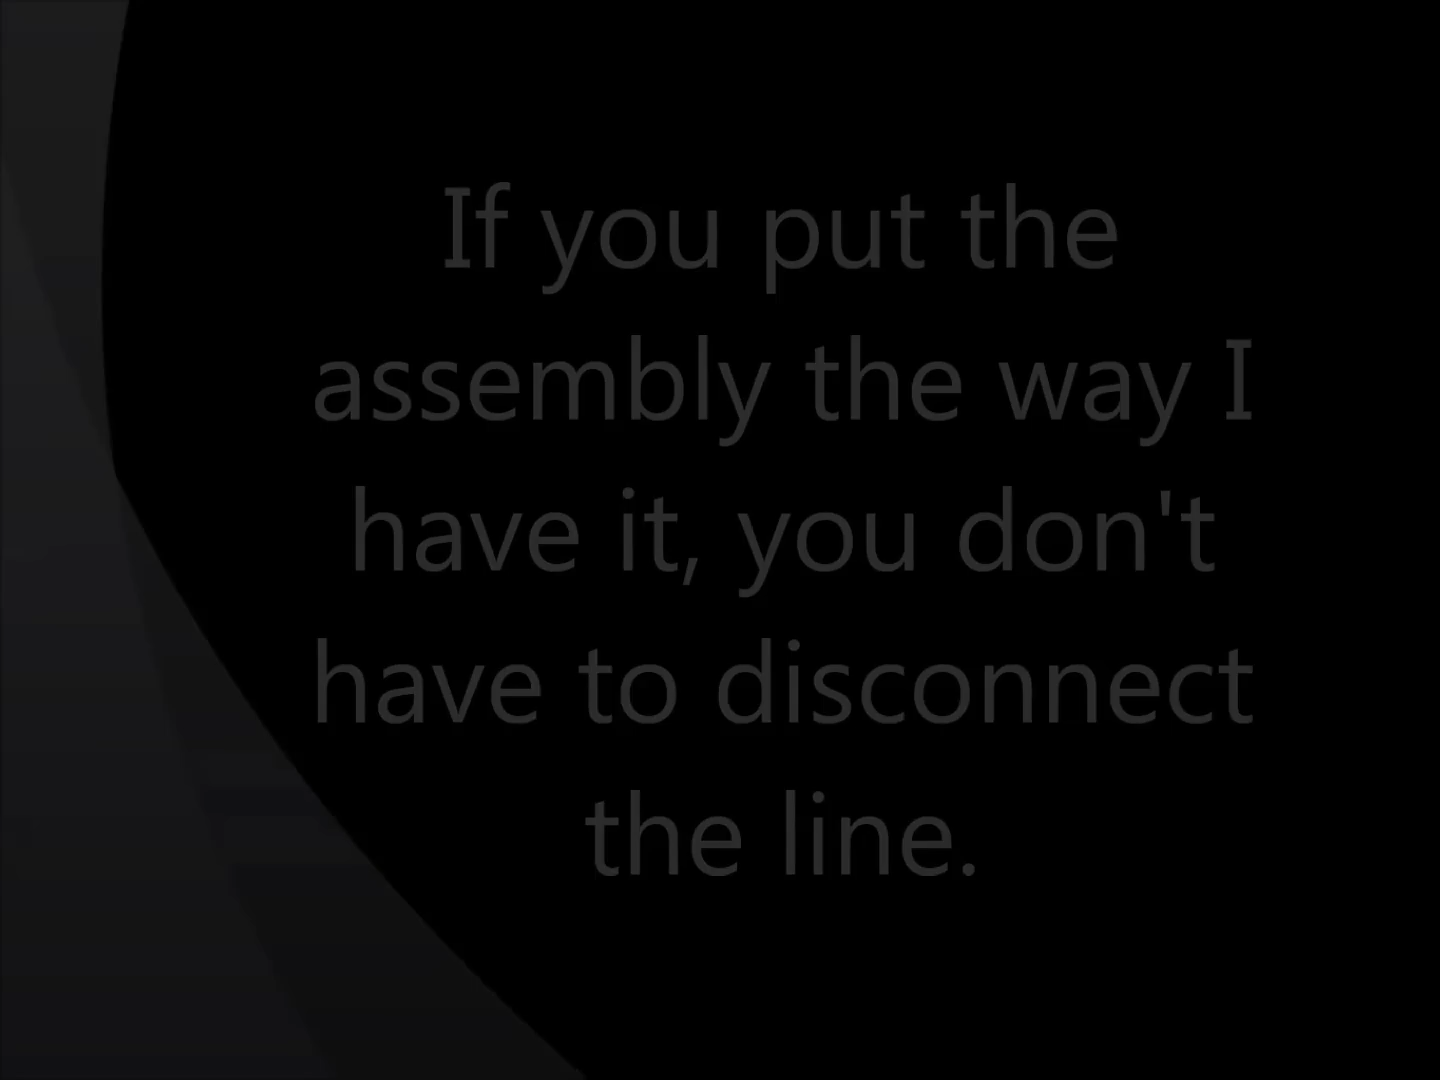 If you put the
assembly the way I
have it, you don't
have to disconnect
the line.